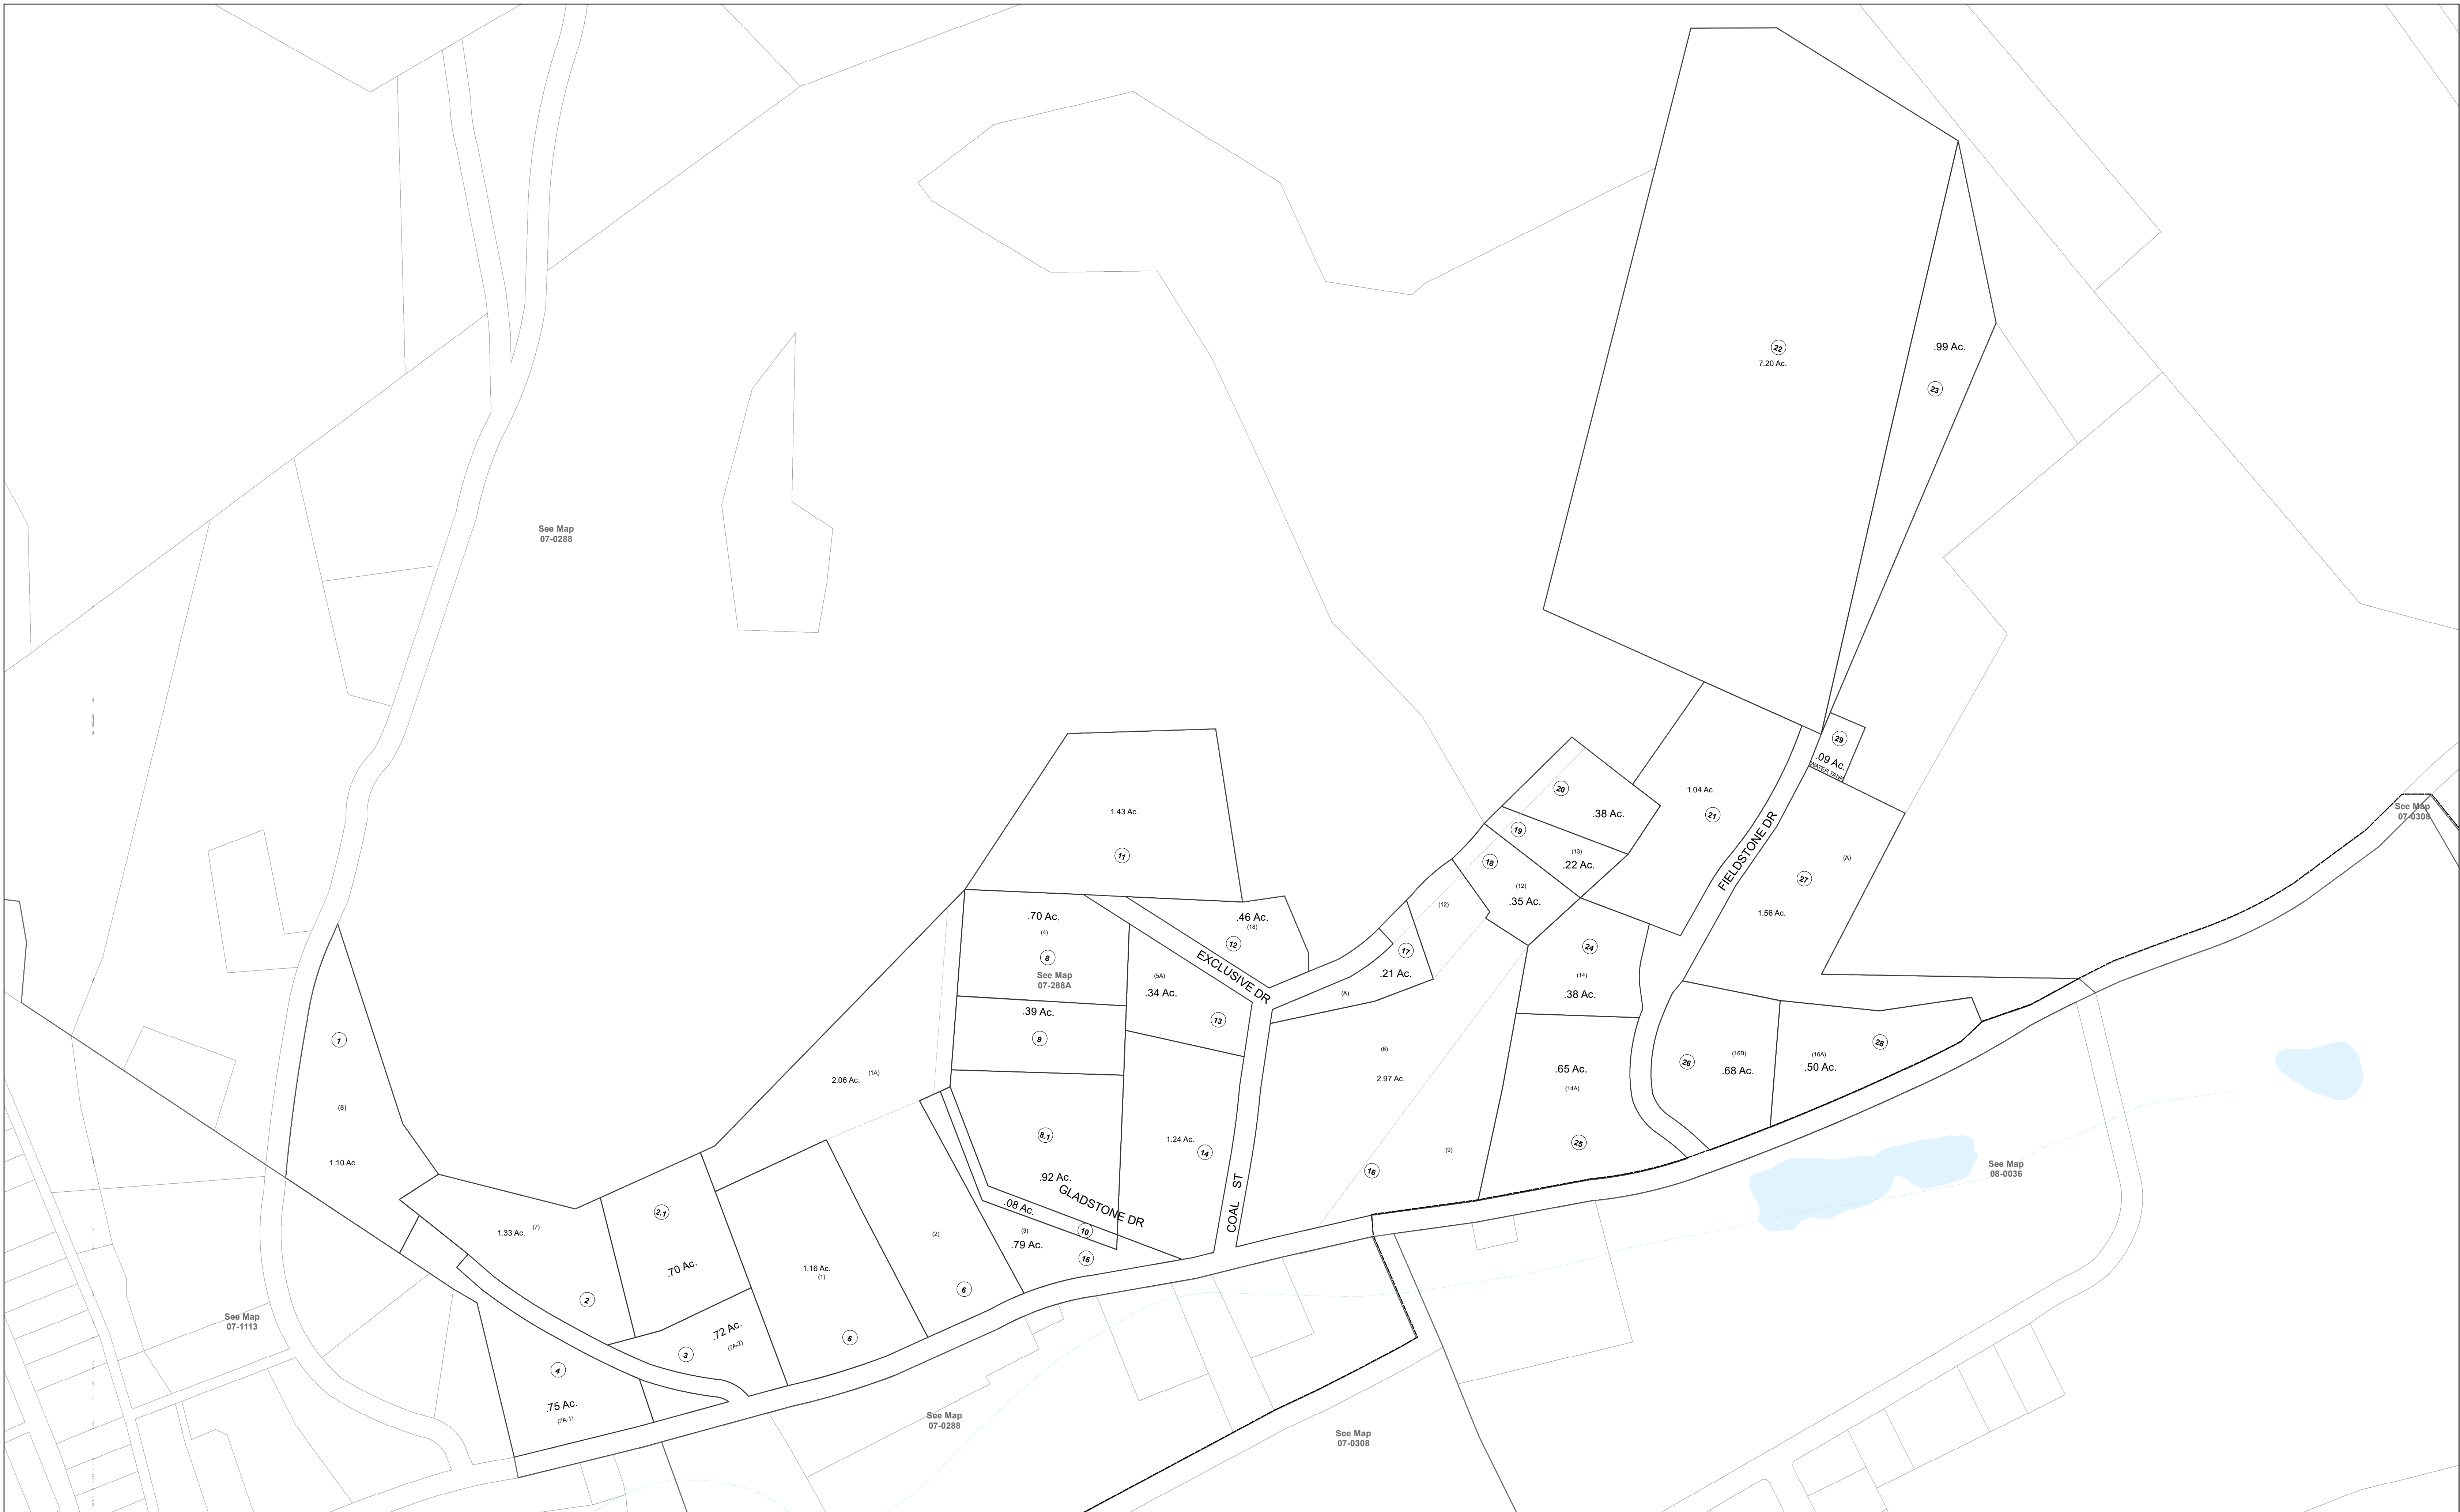 22
7.20 Ac.
.99 Ac.
23
See Map
07-0288
29
.09 Ac.
WATER TANK
20
.38 Ac.
1.04 Ac.
21
FIELDSTONE DR
See Map
07-0308
1.43 Ac.
11
19
(13)
.22 Ac.
18
(12)
.35 Ac.
(A)
27
1.56 Ac.
.70 Ac.
(4)
8
See Map
07-288A
.46 Ac.
(18)
12
EXCLUSIVE DR
(12)
17
.21 Ac.
(A)
24
(14)
.38 Ac.
(5A)
.34 Ac.
13
.39 Ac.
9
1
(8)
1.10 Ac.
2.06 Ac.
(1A)
(6)
2.97 Ac.
.65 Ac.
(14A)
25
26
(16B)
.68 Ac.
(16A)
.50 Ac.
28
8.1
.92 Ac.
GLADSTONE DR
.08 Ac.
10
1.24 Ac.
14
COAL ST
(9)
16
See Map
08-0036
1.33 Ac.
(7)
2
2.1
.70 Ac.
1.16 Ac.
(1)
5
(2)
6
(3)
.79 Ac.
15
See Map
07-1113
3
.72 Ac.
(7A-2)
4
.75 Ac.
(7A-1)
See Map
07-0288
See Map
07-0308